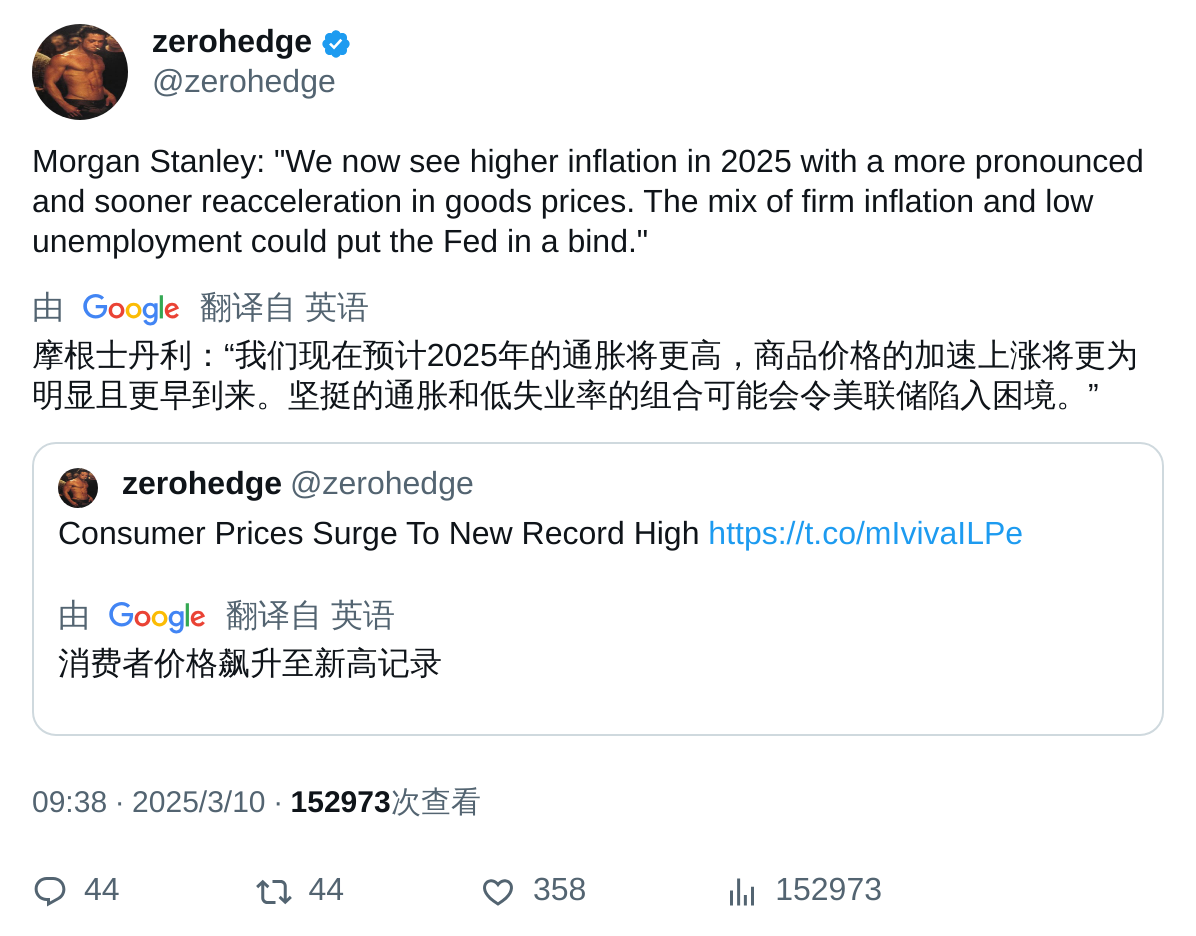 zerohedge
@zerohedge
Morgan Stanley: "We now see higher inflation in 2025 with a more pronounced
and sooner reacceleration in goods prices. The mix of firm inflation and low
unemployment could put the Fed in a bind."
由 Google 翻译自 英语
摩根士丹利：“我们现在预计2025年的通胀将更高，商品价格的加速上涨将更为
明显且更早到来。坚挺的通胀和低失业率的组合可能会令美联储陷入困境。”
zerohedge @zerohedge
Consumer Prices Surge To New Record High https://t.co/mIvivaILPe
由 Google 翻译自 英语
消费者价格飙升至新高记录
09:38 · 2025/3/10 · 152973次查看
44 44 358 152973